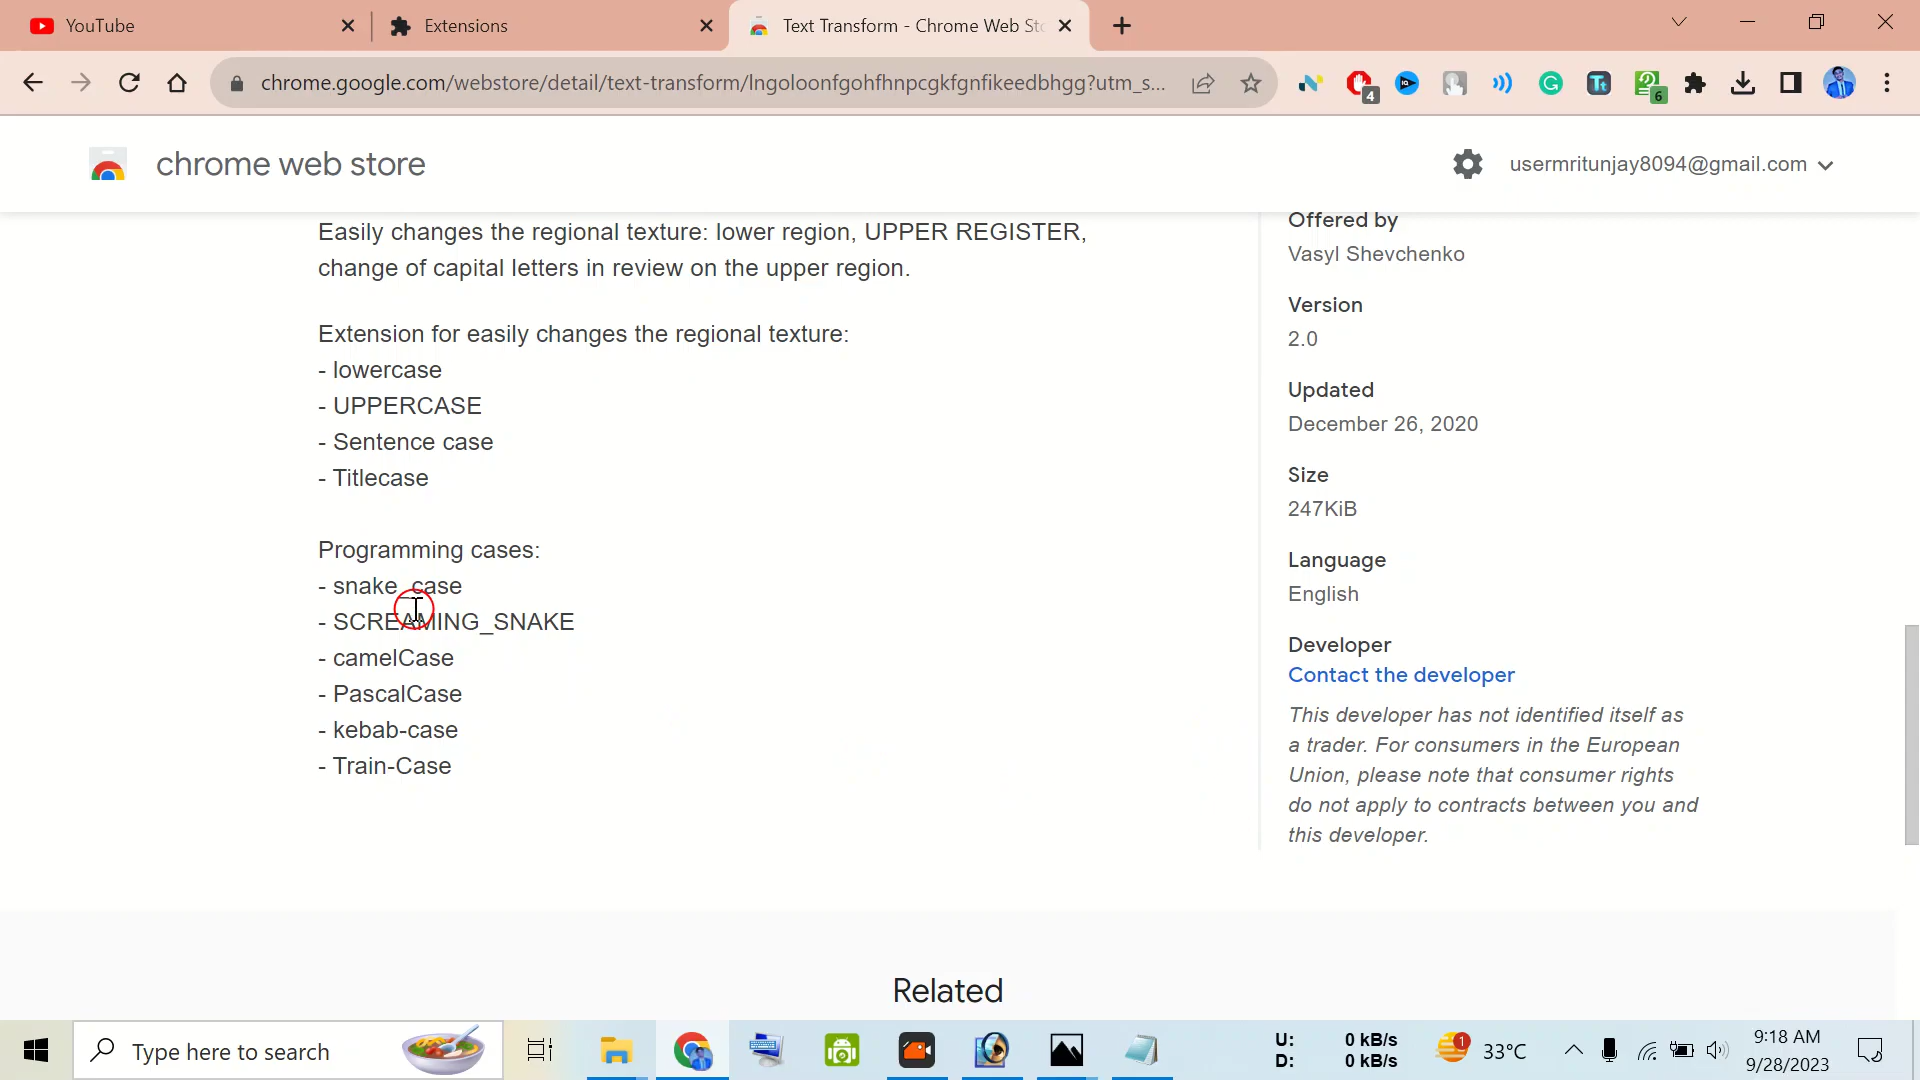 YouTube
Extensions
Text Transform - Chrome Web Sto
chrome.google.com/webstore/detail/text-transform/lngoloonfgohfhnpcgkfgnfikeedbhgg?utm_s...
4
6
chrome web store
usermritunjay8094@gmail.com
Easily changes the regional texture: lower region, UPPER REGISTER,
change of capital letters in review on the upper region.
Extension for easily changes the regional texture:
- lowercase
- UPPERCASE
- Sentence case
- Titlecase
Programming cases:
- snake_case
- SCREAMING_SNAKE
- camelCase
- PascalCase
- kebab-case
- Train-Case
Offered by
Vasyl Shevchenko
Version
2.0
Updated
December 26, 2020
Size
247KiB
Language
English
Developer
Contact the developer
This developer has not identified itself as
a trader. For consumers in the European
Union, please note that consumer rights
do not apply to contracts between you and
this developer.
Related
Type here to search
U: 0 kB/s
D: 0 kB/s
1
33°C
9:18 AM
9/28/2023